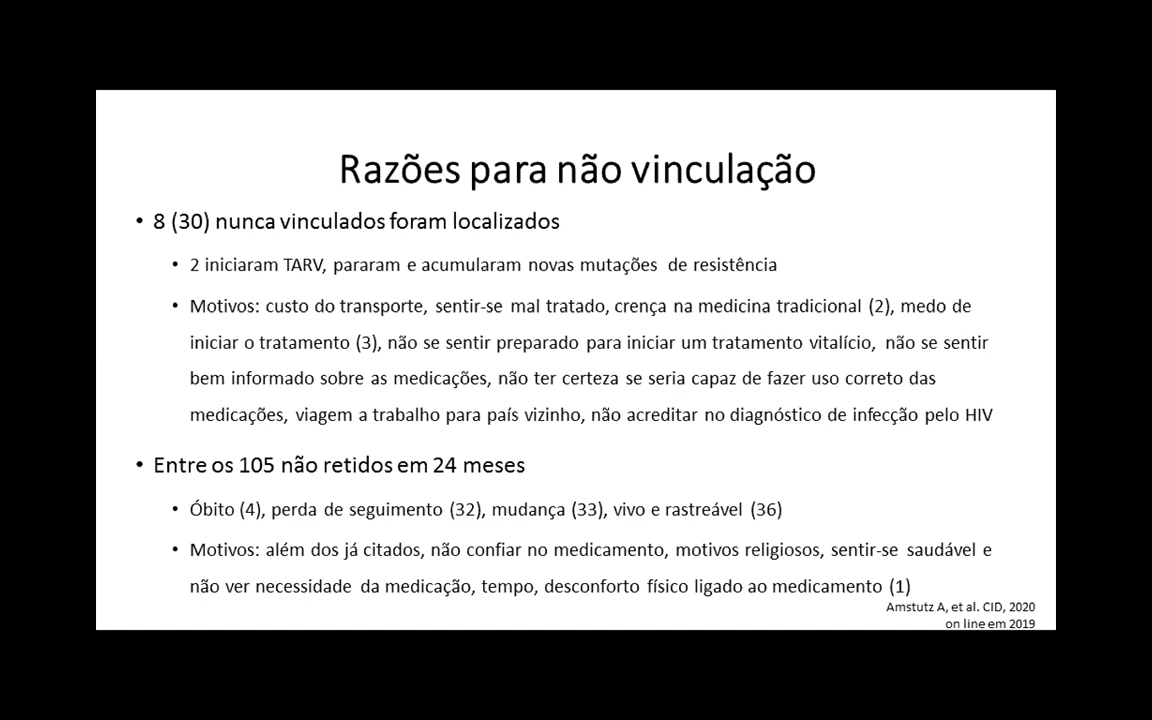 Razões para não vinculação
• 8 (30) nunca vinculados foram localizados
• 2 iniciaram TARV, pararam e acumularam novas mutações de resistência
• Motivos: custo do transporte, sentir-se mal tratado, crença na medicina tradicional (2), medo de
iniciar o tratamento (3), não se sentir preparado para iniciar um tratamento vitalício, não se sentir
bem informado sobre as medicações, não ter certeza se seria capaz de fazer uso correto das
medicações, viagem a trabalho para país vizinho, não acreditar no diagnóstico de infecção pelo HIV
• Entre os 105 não retidos em 24 meses
• Óbito (4), perda de seguimento (32), mudança (33), vivo e rastreável (36)
• Motivos: além dos já citados, não confiar no medicamento, motivos religiosos, sentir-se saudável e
não ver necessidade da medicação, tempo, desconforto físico ligado ao medicamento (1)
Amstutz A, et al. CID, 2020
on line em 2019